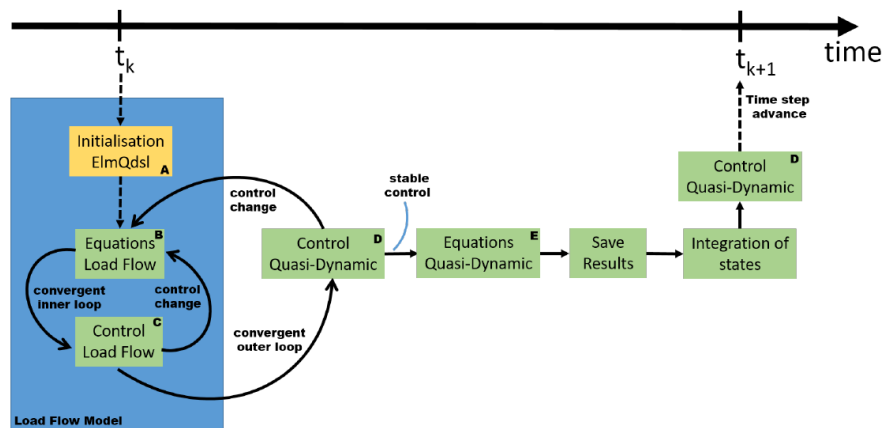 time
t_k
t_k+1
Time step
advance
Initialisation
ElmQdsl
A
Control
Quasi-Dynamic
D
stable
control
control
change
Equations
Load Flow
B
Control
Quasi-Dynamic
D
Equations
Quasi-Dynamic
E
Save
Results
Integration of
states
convergent
inner loop
control
change
Control
Load Flow
C
convergent
outer loop
Load Flow Model